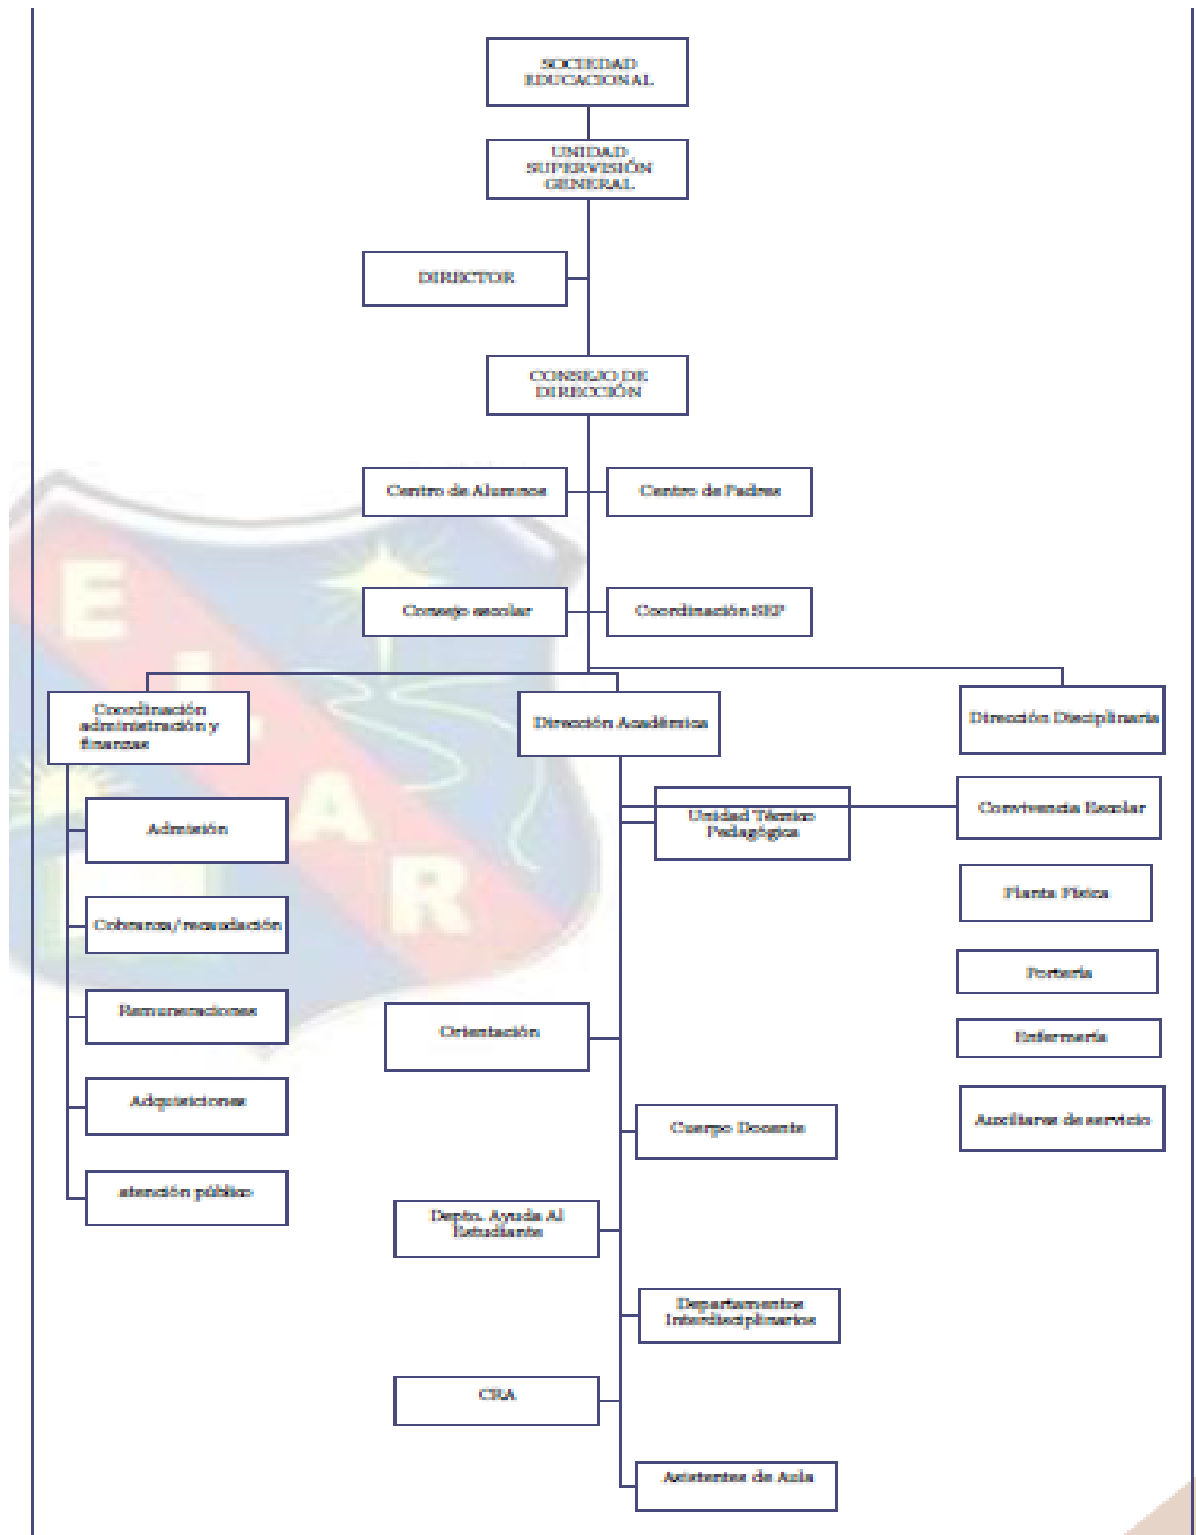 SOCIEDAD
EDUCACIONAL
UNIDAD
SUPERVISIÓN
GENERAL
DIRECTOR
CONSEJO DE
DIRECCIÓN
Centro de Alumnos
Centro de Padres
Consejo escolar
Coordinación SEP
Coordinación
administración y
finanzas
Dirección Académica
Dirección Disciplinaria
Admisión
Cobranza/recaudación
Remuneraciones
Adquisiciones
atención público
Unidad Técnico
Pedagógica
Orientación
Cuerpo Docente
Depto. Ayuda Al
Estudiante
Departamentos
Interdisciplinarios
CRA
Asistentes de Aula
Convivencia Escolar
Planta Física
Portería
Enfermería
Auxiliares de servicio
E L A R